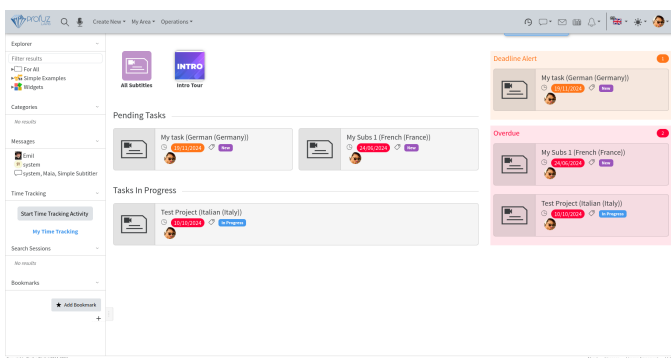 profuz
Create New
My Area
Operations
Explorer
Filter results
For All
Simple Examples
Widgets
Categories
No results
Messages
Emil
system
system, Maia, Simple Subtitler
Time Tracking
Start Time Tracking Activity
My Time Tracking
Search Sessions
No results
Bookmarks
Add Bookmark
+
All Subtitles
INTRO
Intro Tour
Pending Tasks
My task (German (Germany))
19/11/2024 New
My Subs 1 (French (France))
24/06/2024 New
Tasks In Progress
Test Project (Italian (Italy))
10/10/2024 In Progress
Deadline Alert 1
My task (German (Germany))
19/11/2024 New
Overdue 2
My Subs 1 (French (France))
24/06/2024 New
Test Project (Italian (Italy))
10/10/2024 In Progress